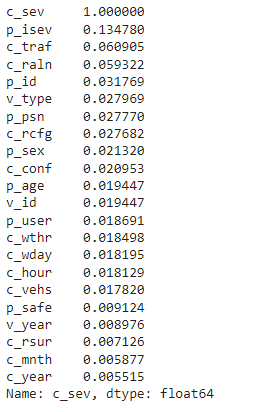 c_sev     1.000000
p_isev    0.134780
c_traf    0.060905
c_raln    0.059322
p_id      0.031769
v_type    0.027969
p_psn     0.027770
c_rcfg    0.027682
p_sex     0.021320
c_conf    0.020953
p_age     0.019447
v_id      0.019447
p_user    0.018691
c_wthr    0.018498
c_wday    0.018195
c_hour    0.018129
c_vehs    0.017820
p_safe    0.009124
v_year    0.008976
c_rsur    0.007126
c_mnth    0.005877
c_year    0.005515
Name: c_sev, dtype: float64